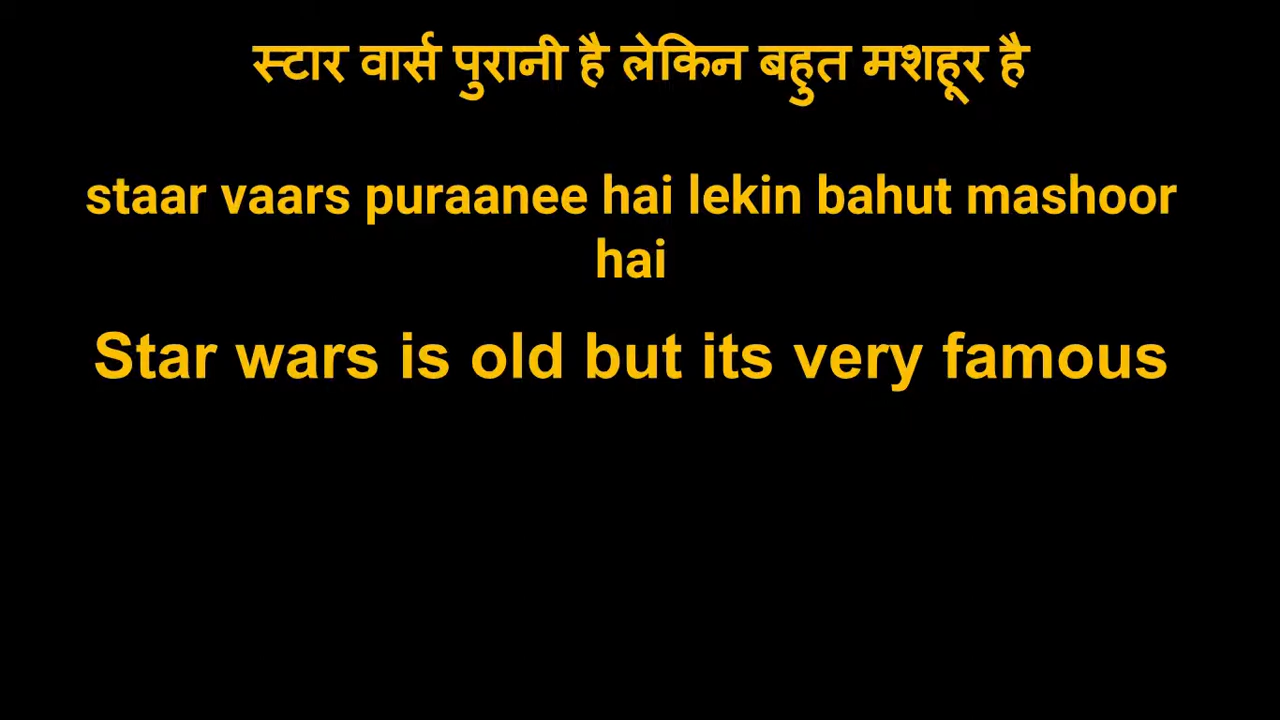 स्टार वार्स पुरानी है लेकिन बहुत मशहूर है
staar vaars puraanee hai lekin bahut mashoor
hai
Star wars is old but its very famous